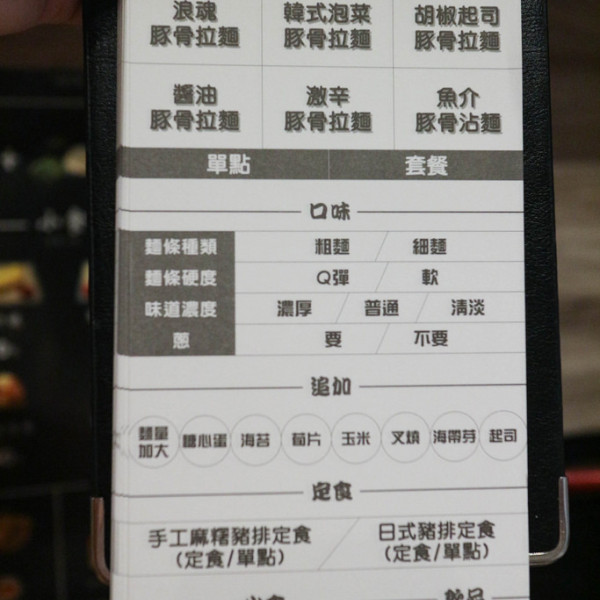 浪魂 韓式泡菜 胡椒起司
豚骨拉麵 豚骨拉麵 豚骨拉麵
醬油 激辛 魚介
豚骨拉麵 豚骨拉麵 豚骨沾麵
單點 套餐
口味
麵條種類 粗麵 / 細麵
麵條硬度 Q彈 / 軟
味道濃度 濃厚 / 普通 / 清淡
蔥 要 / 不要
追加
麵量 糖心蛋 海苔 筍片 玉米 叉燒 海帶芽 起司
加大
定食
手工麻糬豬排定食 / 日式豬排定食
(定食/單點) (定食/單點)